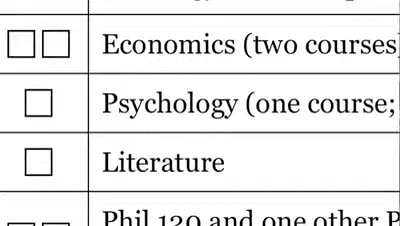 ☐☐ Economics (two courses
☐ Psychology (one course;
☐ Literature
Phil 120 and one other P